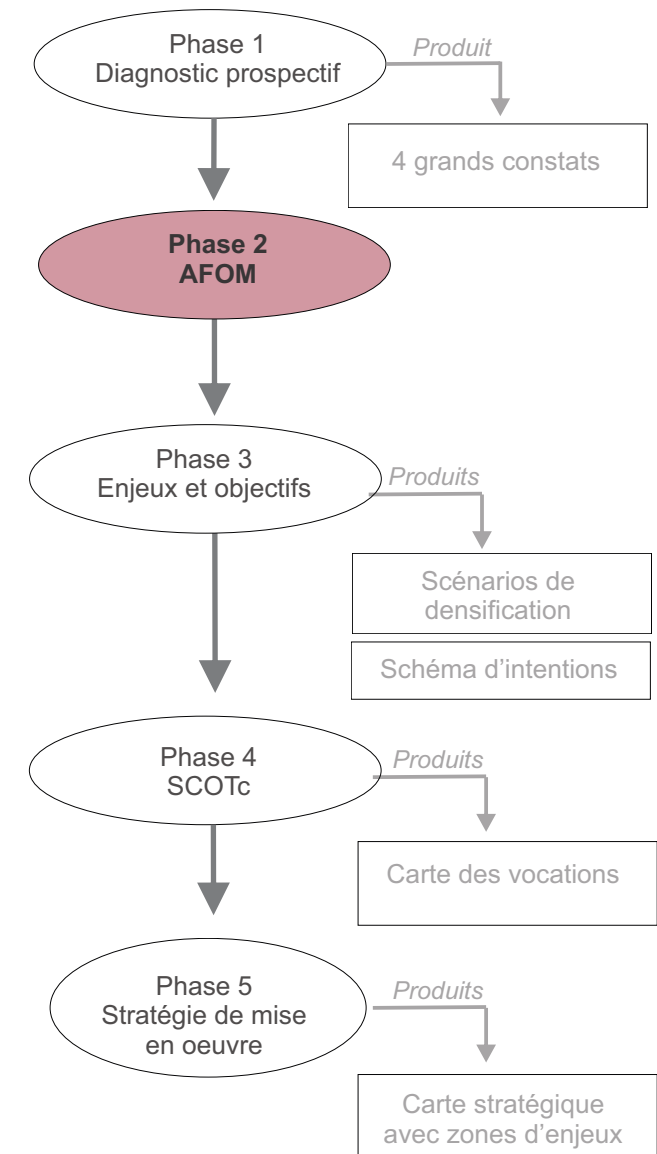 Phase 1
Diagnostic prospectif
Produit
4 grands constats
Phase 2
AFOM
Phase 3
Enjeux et objectifs
Produits
Scénarios de
densification
Schéma d'intentions
Phase 4
SCOTc
Produits
Carte des vocations
Phase 5
Stratégie de mise
en oeuvre
Produits
Carte stratégique
avec zones d'enjeux